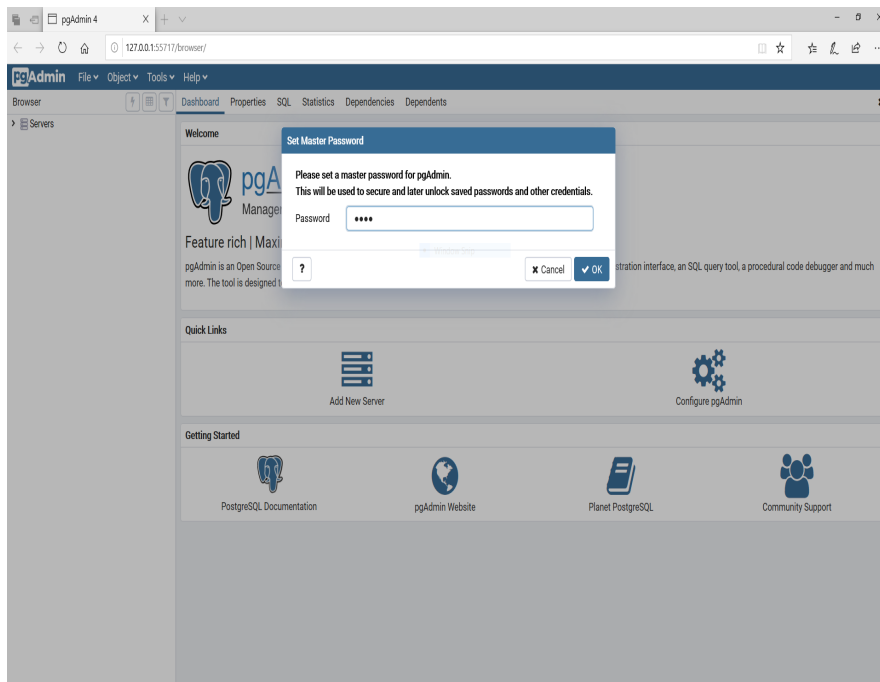 pgAdmin 4
127.0.0.1:55717/browser/
pgAdmin File Object Tools Help
Browser
Dashboard Properties SQL Statistics Dependencies Dependents
Servers
Welcome
Set Master Password
Please set a master password for pgAdmin.
This will be used to secure and later unlock saved passwords and other credentials.
Password ••••
? Cancel OK
pgA
Manage
Feature rich | Maxi
pgAdmin is an Open Source stration interface, an SQL query tool, a procedural code debugger and much
more. The tool is designed
Quick Links
Add New Server Configure pgAdmin
Getting Started
PostgreSQL Documentation pgAdmin Website Planet PostgreSQL Community Support